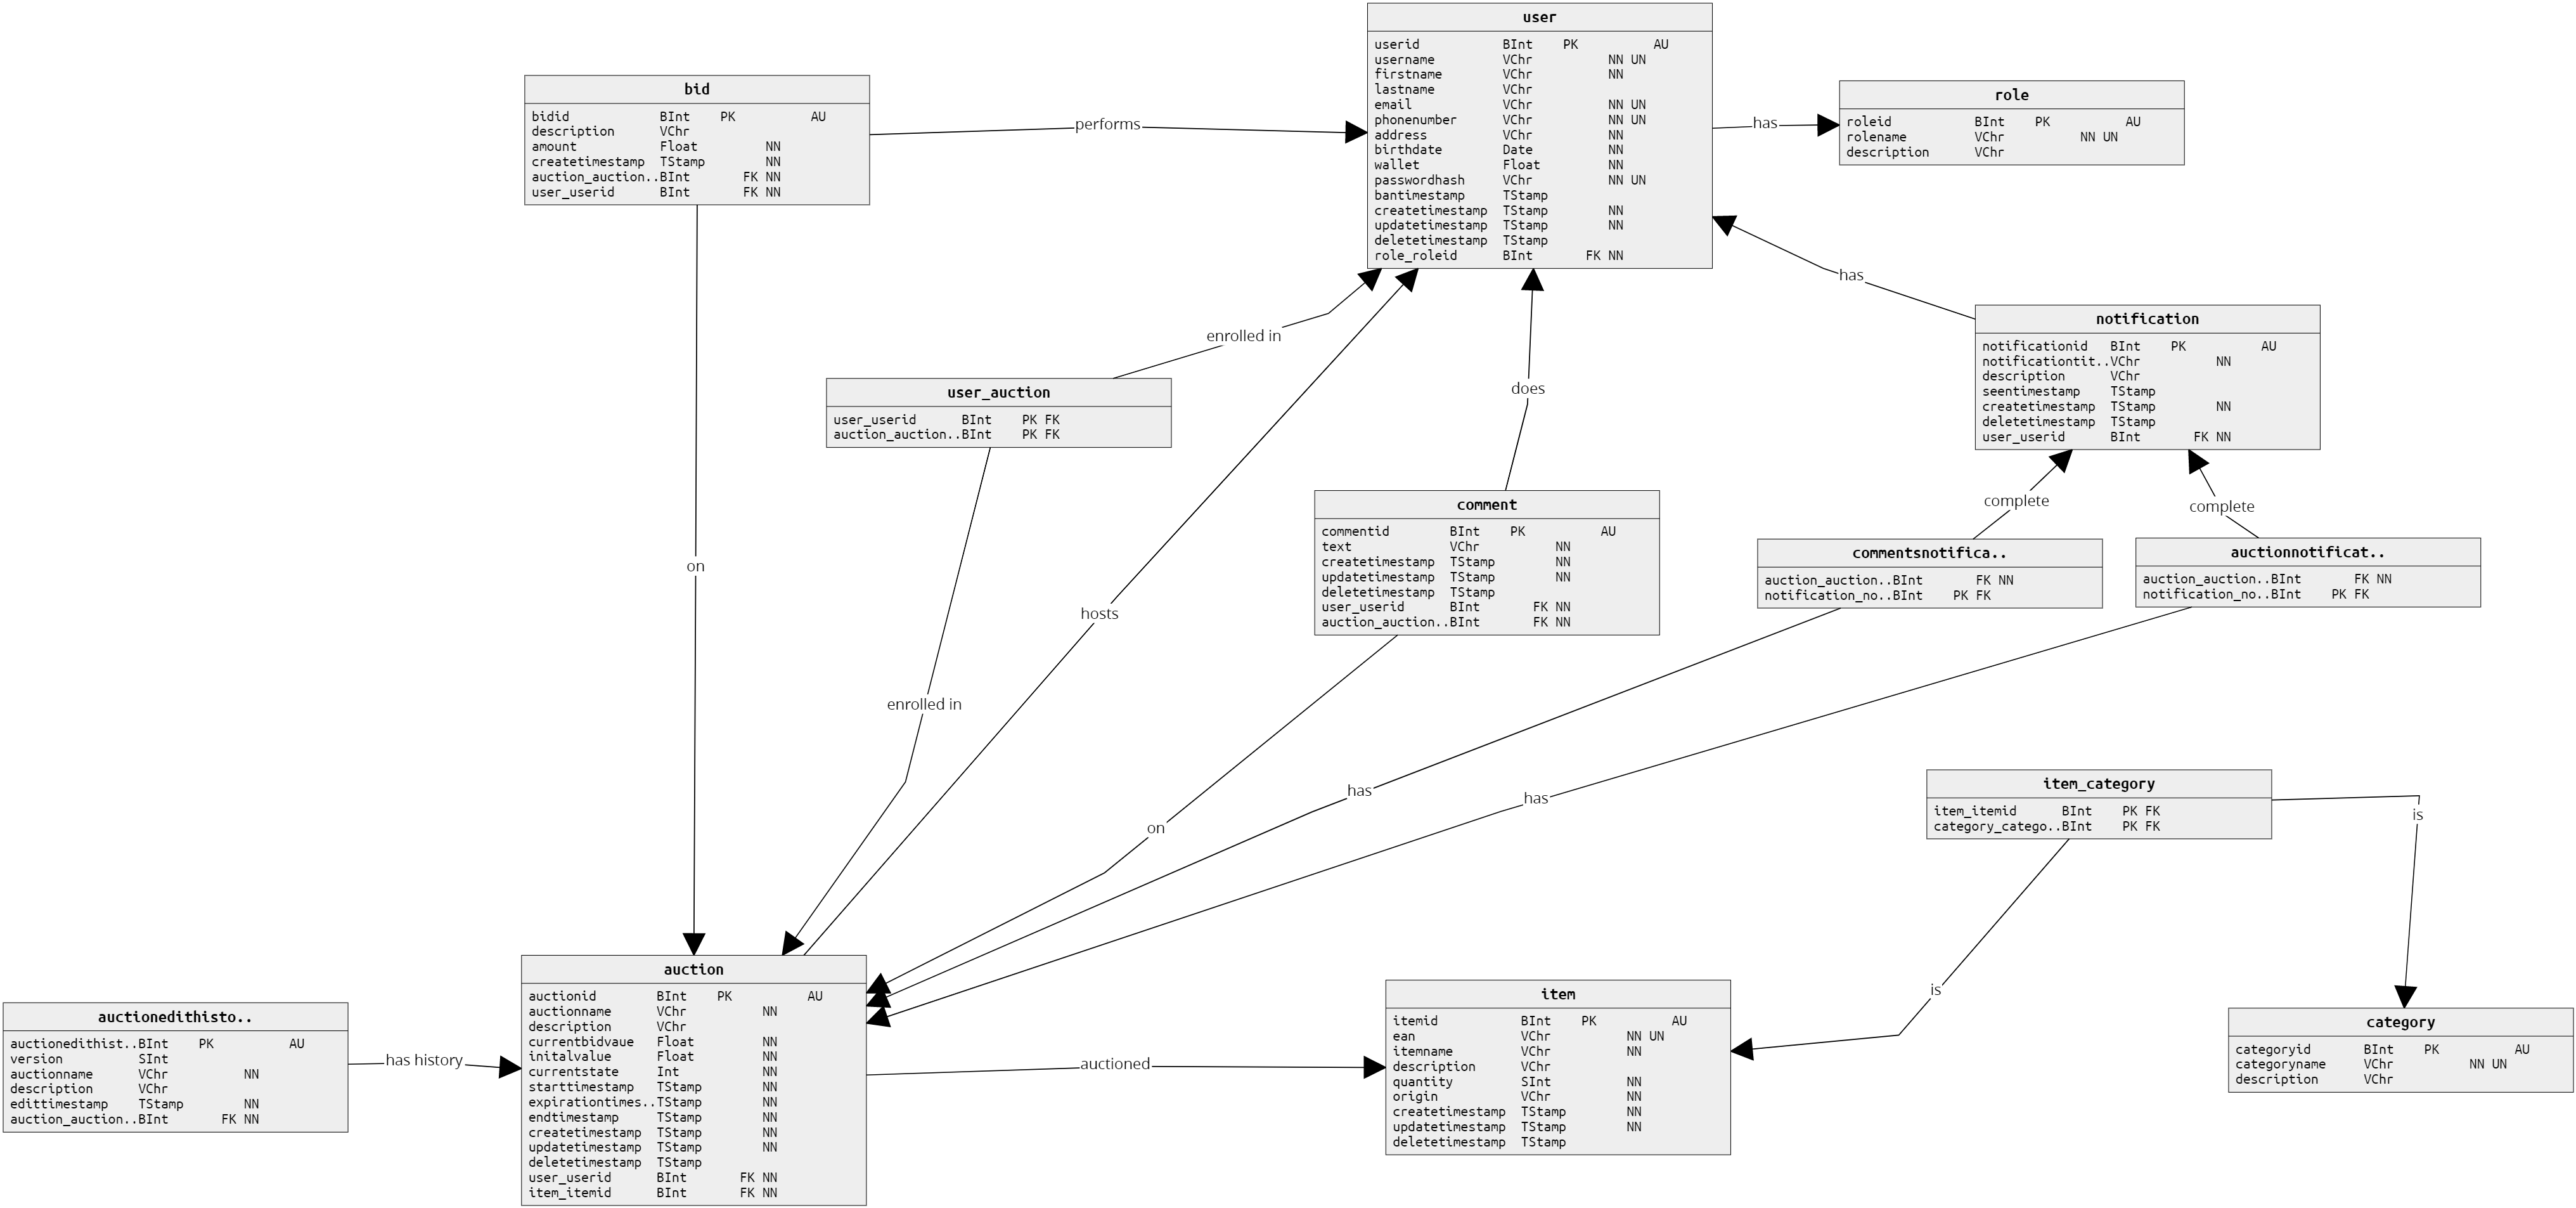 user
userid BInt PK AU
username VChr NN UN
firstname VChr NN
lastname VChr
email VChr NN UN
phonenumber VChr NN UN
address VChr NN
birthdate Date NN
wallet Float NN
passwordhash VChr NN UN
bantimestamp TStamp
createtimestamp TStamp NN
updatetimestamp TStamp NN
deletetimestamp TStamp
role_roleid BInt FK NN
bid
bidid BInt PK AU
description VChr
amount Float NN
createtimestamp TStamp NN
auction_auction..BInt FK NN
user_userid BInt FK NN
performs
has
role
roleid BInt PK AU
rolename VChr NN UN
description VChr
has
notification
notificationid BInt PK AU
notificationtit..VChr NN
description VChr
seentimestamp TStamp
createtimestamp TStamp NN
deletetimestamp TStamp
user_userid BInt FK NN
enrolled in
user_auction
user_userid BInt PK FK
auction_auction..BInt PK FK
does
comment
commentid BInt PK AU
text VChr NN
createtimestamp TStamp NN
updatetimestamp TStamp NN
deletetimestamp TStamp
user_userid BInt FK NN
auction_auction..BInt FK NN
complete
complete
commentsnotifica..
auction_auction..BInt FK NN
notification_no..BInt PK FK
auctionnotificat..
auction_auction..BInt FK NN
notification_no..BInt PK FK
on
hosts
enrolled in
on
has
has
item_category
item_itemid BInt PK FK
category_catego..BInt PK FK
is
is
auctionedithisto..
auctionedithist..BInt PK AU
version SInt
auctionname VChr NN
description VChr
edittimestamp TStamp NN
auction_auction..BInt FK NN
has history
auction
auctionid BInt PK AU
auctionname VChr NN
description VChr
currentbidvaue Float NN
initalvalue Float NN
currentstate Int NN
starttimestamp TStamp NN
expirationtimes..TStamp NN
endtimestamp TStamp NN
createtimestamp TStamp NN
updatetimestamp TStamp NN
deletetimestamp TStamp
user_userid BInt FK NN
item_itemid BInt FK NN
auctioned
item
itemid BInt PK AU
ean VChr NN UN
itemname VChr NN
description VChr
quantity SInt NN
origin VChr NN
createtimestamp TStamp NN
updatetimestamp TStamp NN
deletetimestamp TStamp
category
categoryid BInt PK AU
categoryname VChr NN UN
description VChr